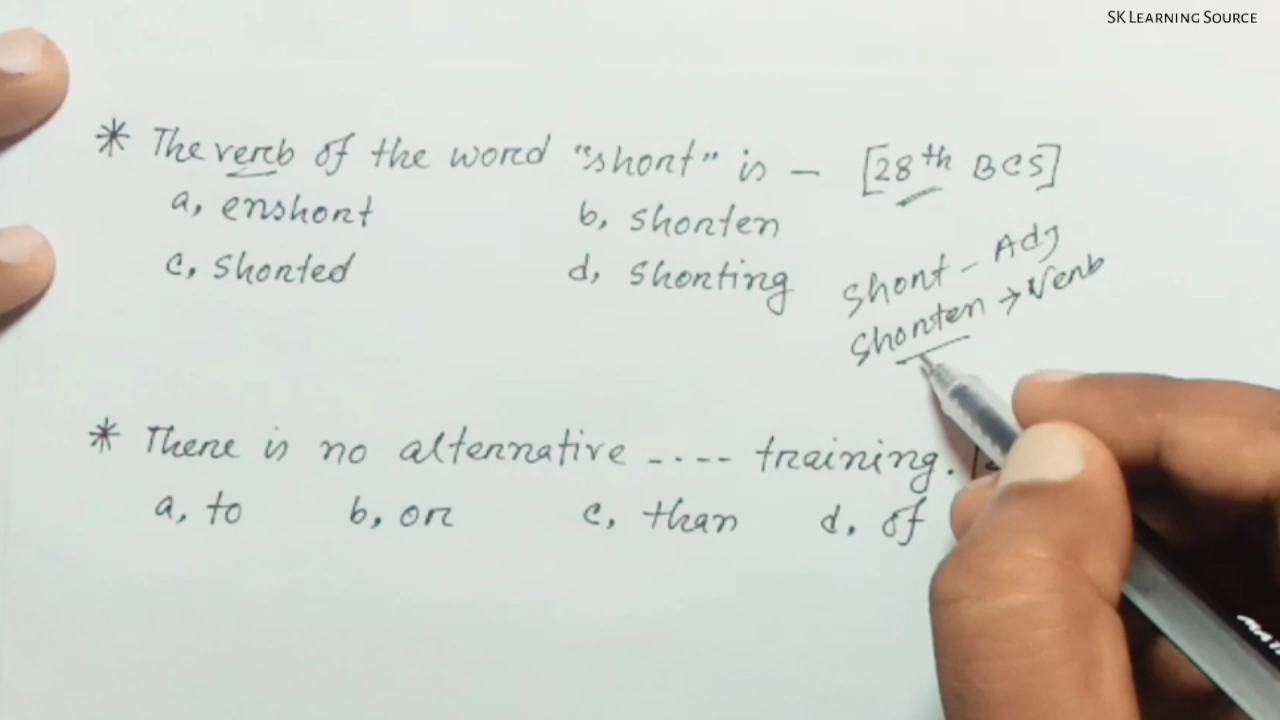 SK LEARNING SOURCE
* The verb of the word "short" is - [28th BCS]
a, enshort b, shorten
c, Shorted d, Shorting
Short - Adj
Shorten → Verb
* There is no alternative ---- training.
a, to b, or c, than d. of